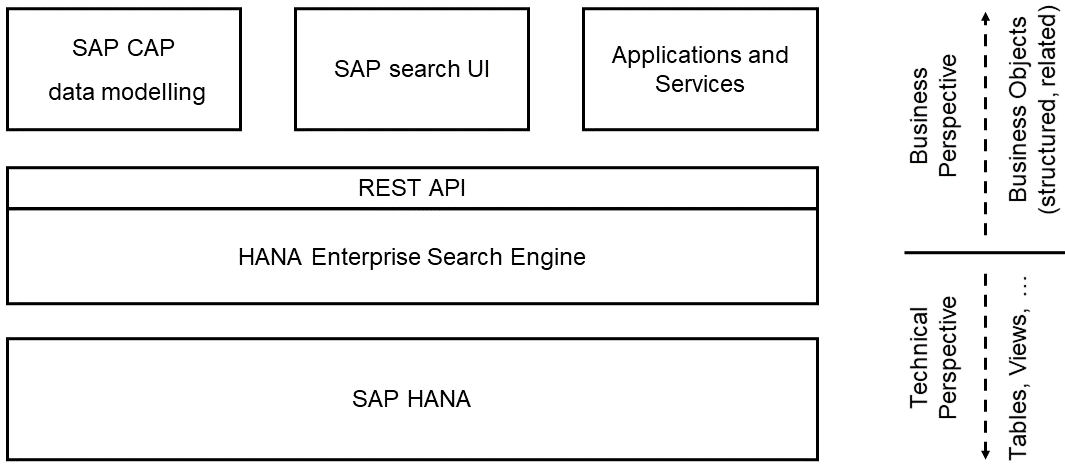 SAP CAP
data modelling
SAP search UI
Applications and
Services
REST API
HANA Enterprise Search Engine
SAP HANA
Business
Perspective
Business Objects
(structured, related)
Technical
Perspective
Tables, Views, …